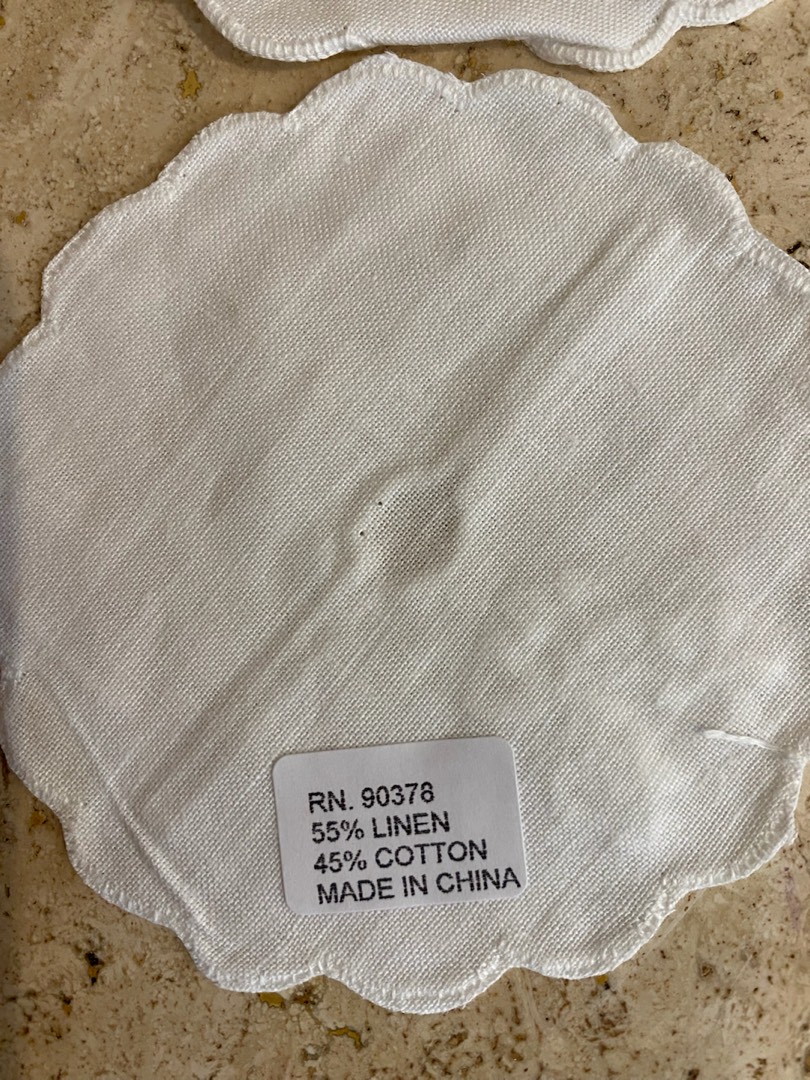 RN. 90378
55% LINEN
45% COTTON
MADE IN CHINA